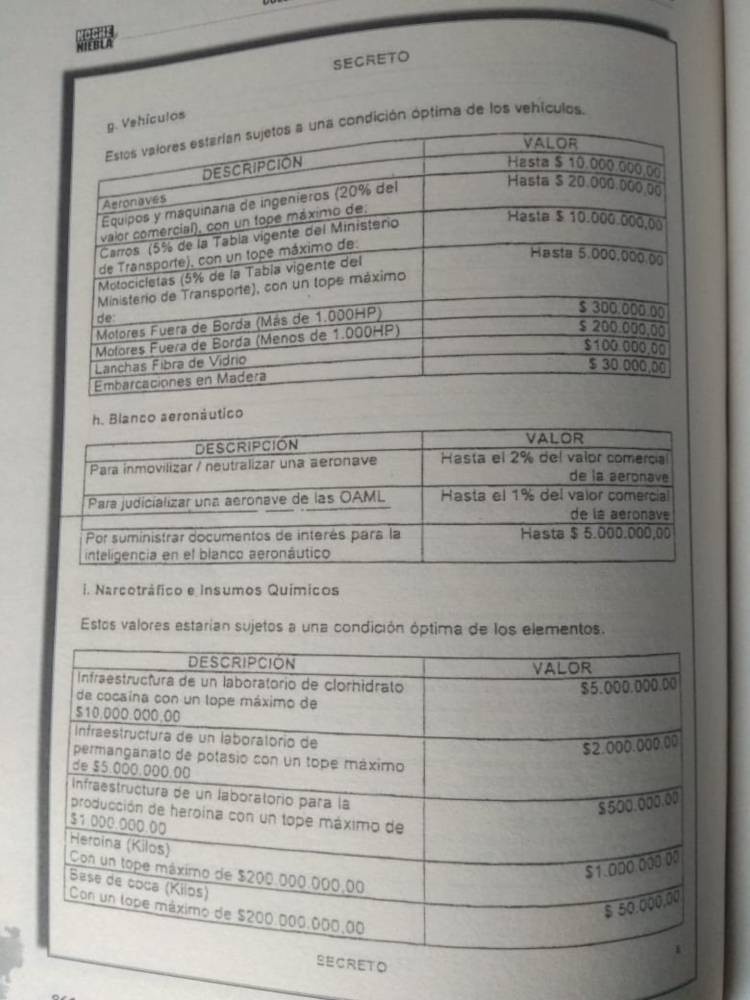 NOCHE
NIEBLA
SECRETO
g. Vehículos
Estos valores estarían sujetos a una condición óptima de los vehículos.
DESCRIPCIÓN VALOR
Aeronaves Hasta $ 10.000.000,00
Equipos y maquinaria de ingenieros (20% del Hasta $ 20.000.000,00
valor comercial), con un tope máximo de:
Carros (5% de la Tabla vigente del Ministerio Hasta $ 10.000.000,00
de Transporte), con un tope máximo de:
Motocicletas (5% de la Tabla vigente del Hasta 5.000.000.00
Ministerio de Transporte), con un tope máximo
de:
Motores Fuera de Borda (Más de 1.000HP) $ 300.000.00
Motores Fuera de Borda (Menos de 1.000HP) $ 200.000,00
Lanchas Fibra de Vidrio $100.000,00
Embarcaciones en Madera $ 30.000,00
h. Blanco aeronáutico
DESCRIPCIÓN VALOR
Para inmovilizar / neutralizar una aeronave Hasta el 2% del valor comercial
de la aeronave
Para judicializar una aeronave de las OAML Hasta el 1% del valor comercial
de la aeronave
Por suministrar documentos de interés para la Hasta $ 5.000.000,00
inteligencia en el blanco aeronáutico
i. Narcotráfico e Insumos Químicos
Estos valores estarían sujetos a una condición óptima de los elementos.
DESCRIPCIÓN VALOR
Infraestructura de un laboratorio de clorhidrato $5.000.000.00
de cocaína con un tope máximo de
$10.000.000.00
Infraestructura de un laboratorio de $2.000.000.00
permanganato de potasio con un tope máximo
de $5.000.000.00
Infraestructura de un laboratorio para la $500.000.00
producción de heroína con un tope máximo de
$1.000.000.00
Heroína (Kilos) $1.000.000.00
Con un tope máximo de $200.000.000,00
Base de coca (Kilos) $ 50.000,00
Con un tope máximo de $200.000.000,00
SECRETO